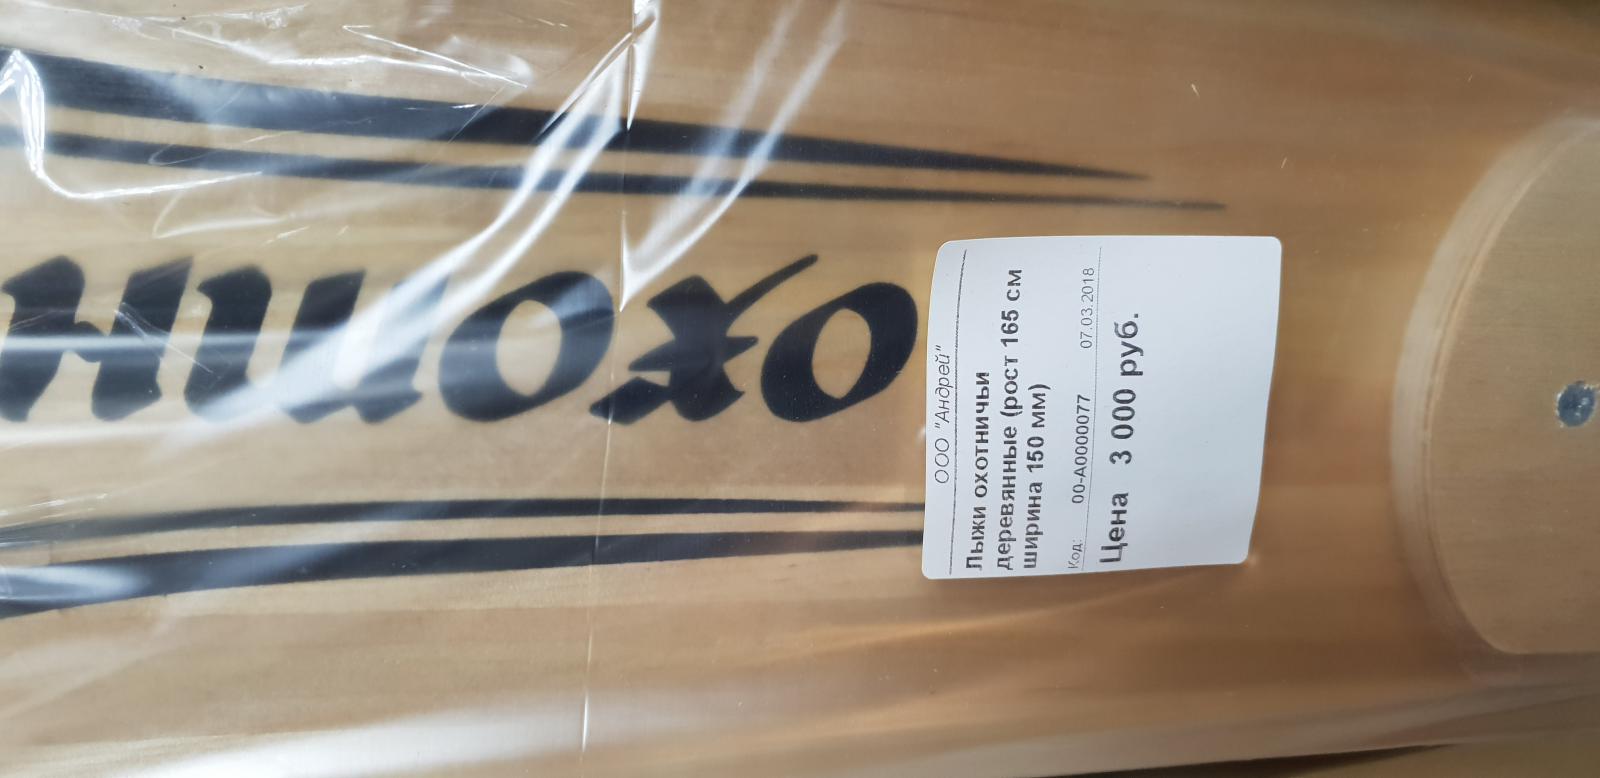 охотн
ООО "Андрей"
Лыжи охотничьи
деревянные (рост 165 см
ширина 150 мм)
Код: 00-А0000077 07.03.2018
Цена 3 000 руб.